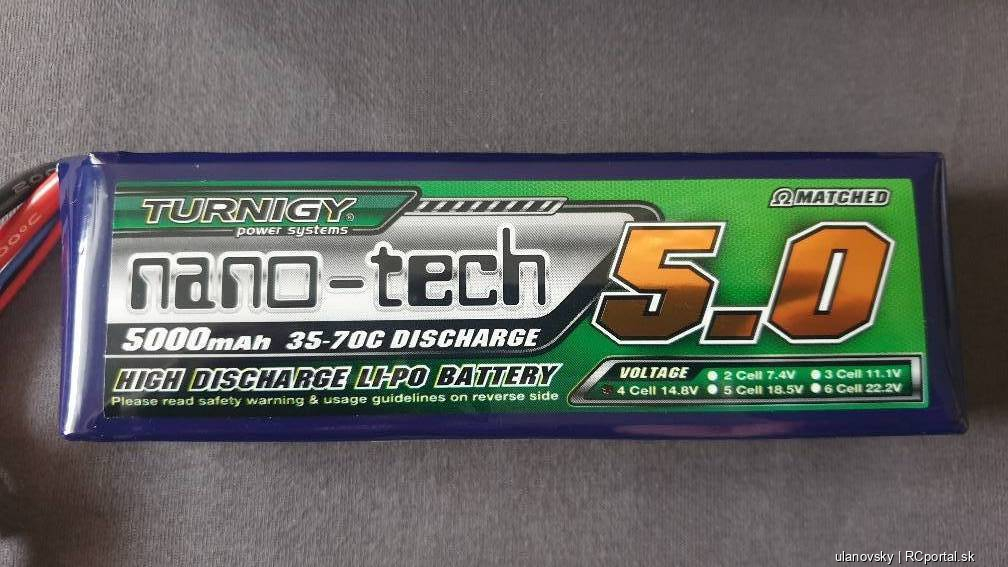 TURNIGY®
power systems
ΩMATCHED
nano-tech
5.0
5000mAh 35-70C DISCHARGE
HIGH DISCHARGE LI-PO BATTERY
Please read safety warning & usage guidelines on reverse side
VOLTAGE
2 Cell 7.4V
3 Cell 11.1V
4 Cell 14.8V
5 Cell 18.5V
6 Cell 22.2V
ulanovsky | RCportal.sk